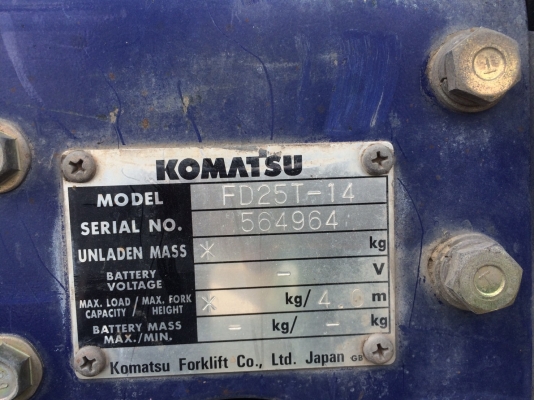 KOMATSU
MODEL FD25T-14
SERIAL NO. 564964
UNLADEN MASS * kg
BATTERY VOLTAGE - V
MAX. LOAD / MAX. FORK CAPACITY / HEIGHT * kg/ m
BATTERY MASS MAX./MIN. - kg/ - kg
Komatsu Forklift Co., Ltd. Japan GB